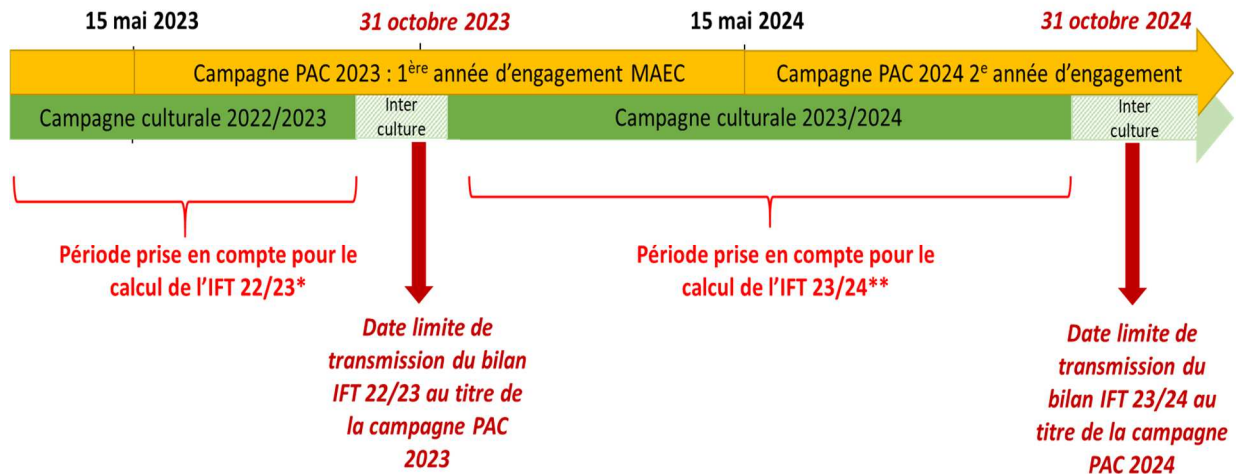 15 mai 2023
31 octobre 2023
15 mai 2024
31 octobre 2024
Campagne PAC 2023 : 1ère année d'engagement MAEC
Campagne PAC 2024 2e année d'engagement
Campagne culturale 2022/2023
Inter
culture
Campagne culturale 2023/2024
Inter
culture
Période prise en compte pour le
calcul de l'IFT 22/23*
Période prise en compte pour le
calcul de l'IFT 23/24**
Date limite de
transmission du bilan
IFT 22/23 au titre de
la campagne PAC
2023
Date limite de
transmission du
bilan IFT 23/24 au
titre de la campagne
PAC 2024